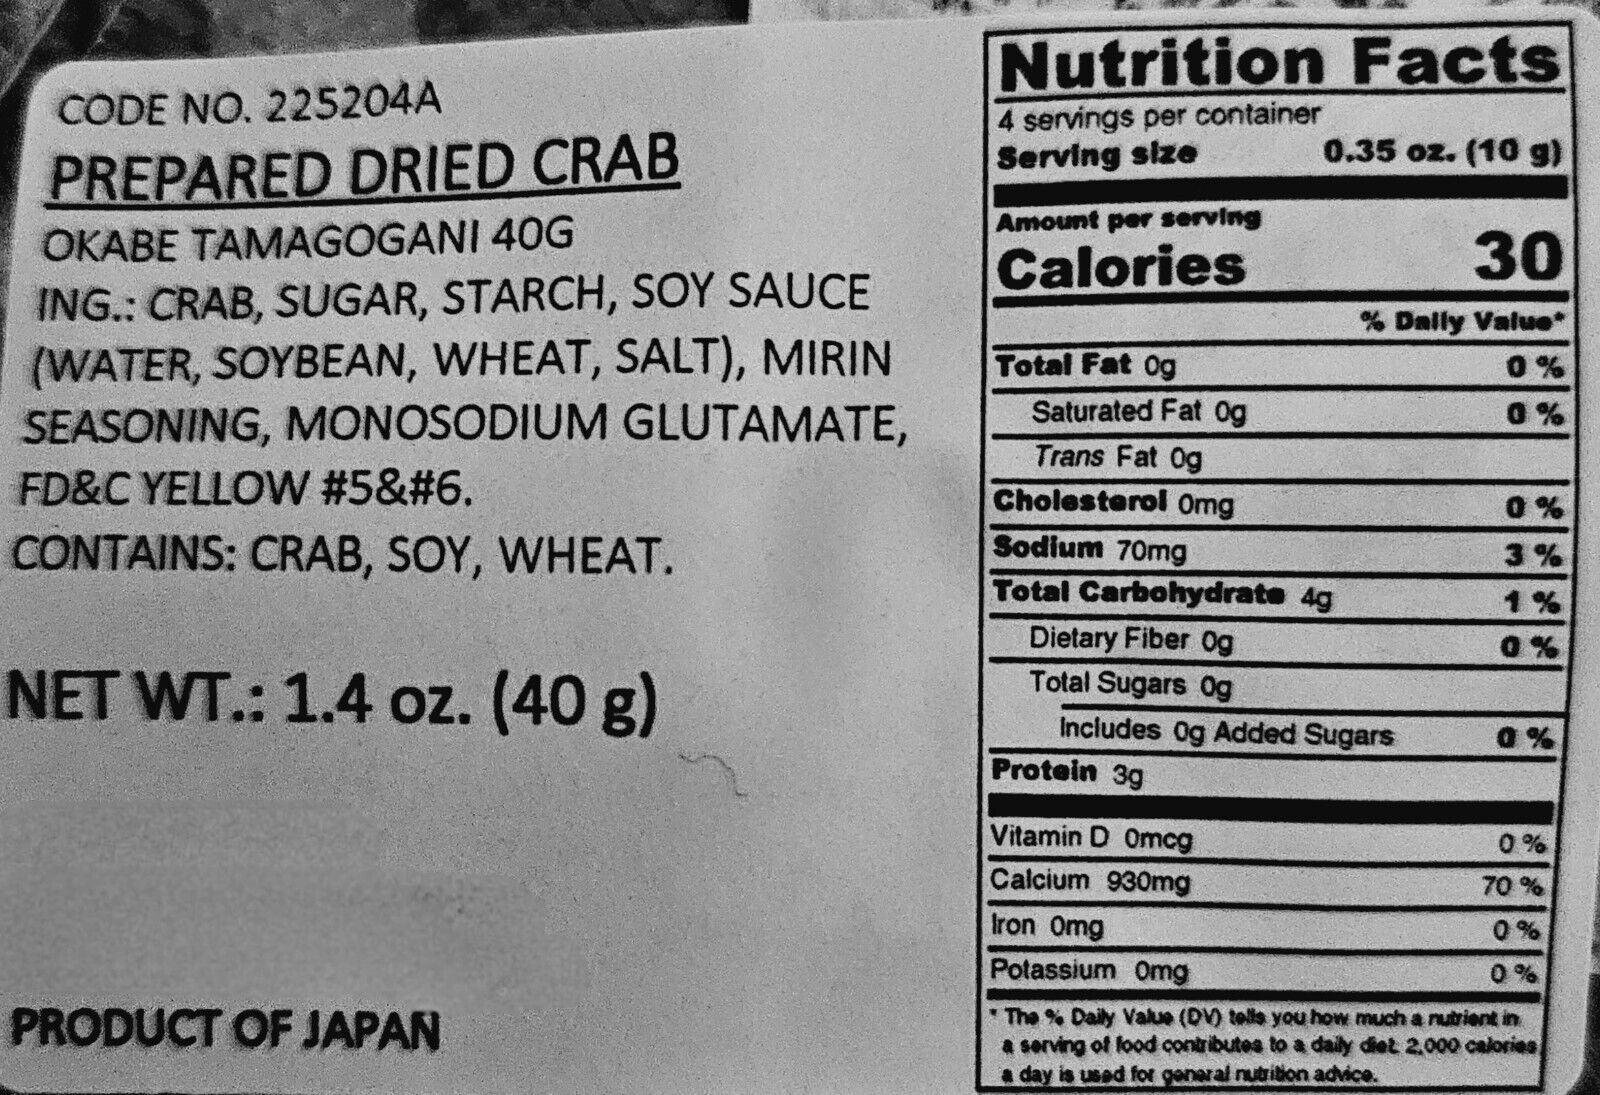 CODE NO. 225204A
PREPARED DRIED CRAB
OKABE TAMAGOGANI 40G
ING.: CRAB, SUGAR, STARCH, SOY SAUCE
(WATER, SOYBEAN, WHEAT, SALT), MIRIN
SEASONING, MONOSODIUM GLUTAMATE,
FD&C YELLOW #5&#6.
CONTAINS: CRAB, SOY, WHEAT.
NET WT.: 1.4 oz. (40 g)
PRODUCT OF JAPAN
Nutrition Facts
4 servings per container
Serving size 0.35 oz. (10 g)
Amount per serving
Calories 30
% Daily Value*
Total Fat 0g 0 %
Saturated Fat 0g 0 %
Trans Fat 0g
Cholesterol 0mg 0 %
Sodium 70mg 3 %
Total Carbohydrate 4g 1 %
Dietary Fiber 0g 0 %
Total Sugars 0g
Includes 0g Added Sugars 0 %
Protein 3g
Vitamin D 0mcg 0 %
Calcium 930mg 70 %
Iron 0mg 0 %
Potassium 0mg 0 %
* The % Daily Value (DV) tells you how much a nutrient in
a serving of food contributes to a daily diet. 2,000 calories
a day is used for general nutrition advice.